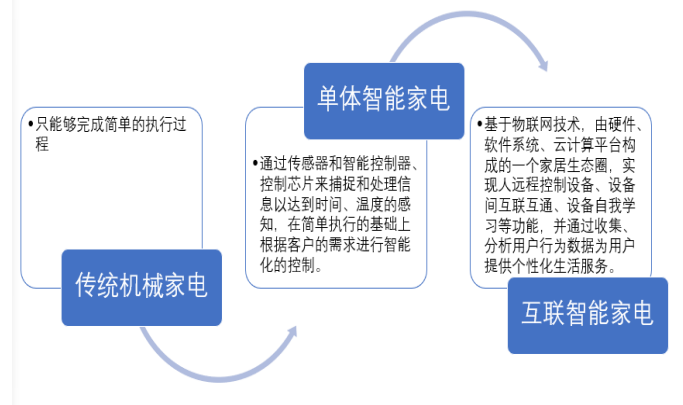 •只能够完成简单的执行过
程
传统机械家电
单体智能家电
•通过传感器和智能控制器、
控制芯片来捕捉和处理信
息以达到时间、温度的感
知，在简单执行的基础上
根据客户的需求进行智能
化的控制。
•基于物联网技术，由硬件、
软件系统、云计算平台构
成的一个家居生态圈，实
现人远程控制设备、设备
间互联互通、设备自我学
习等功能，并通过收集、
分析用户行为数据为用户
提供个性化生活服务。
互联智能家电